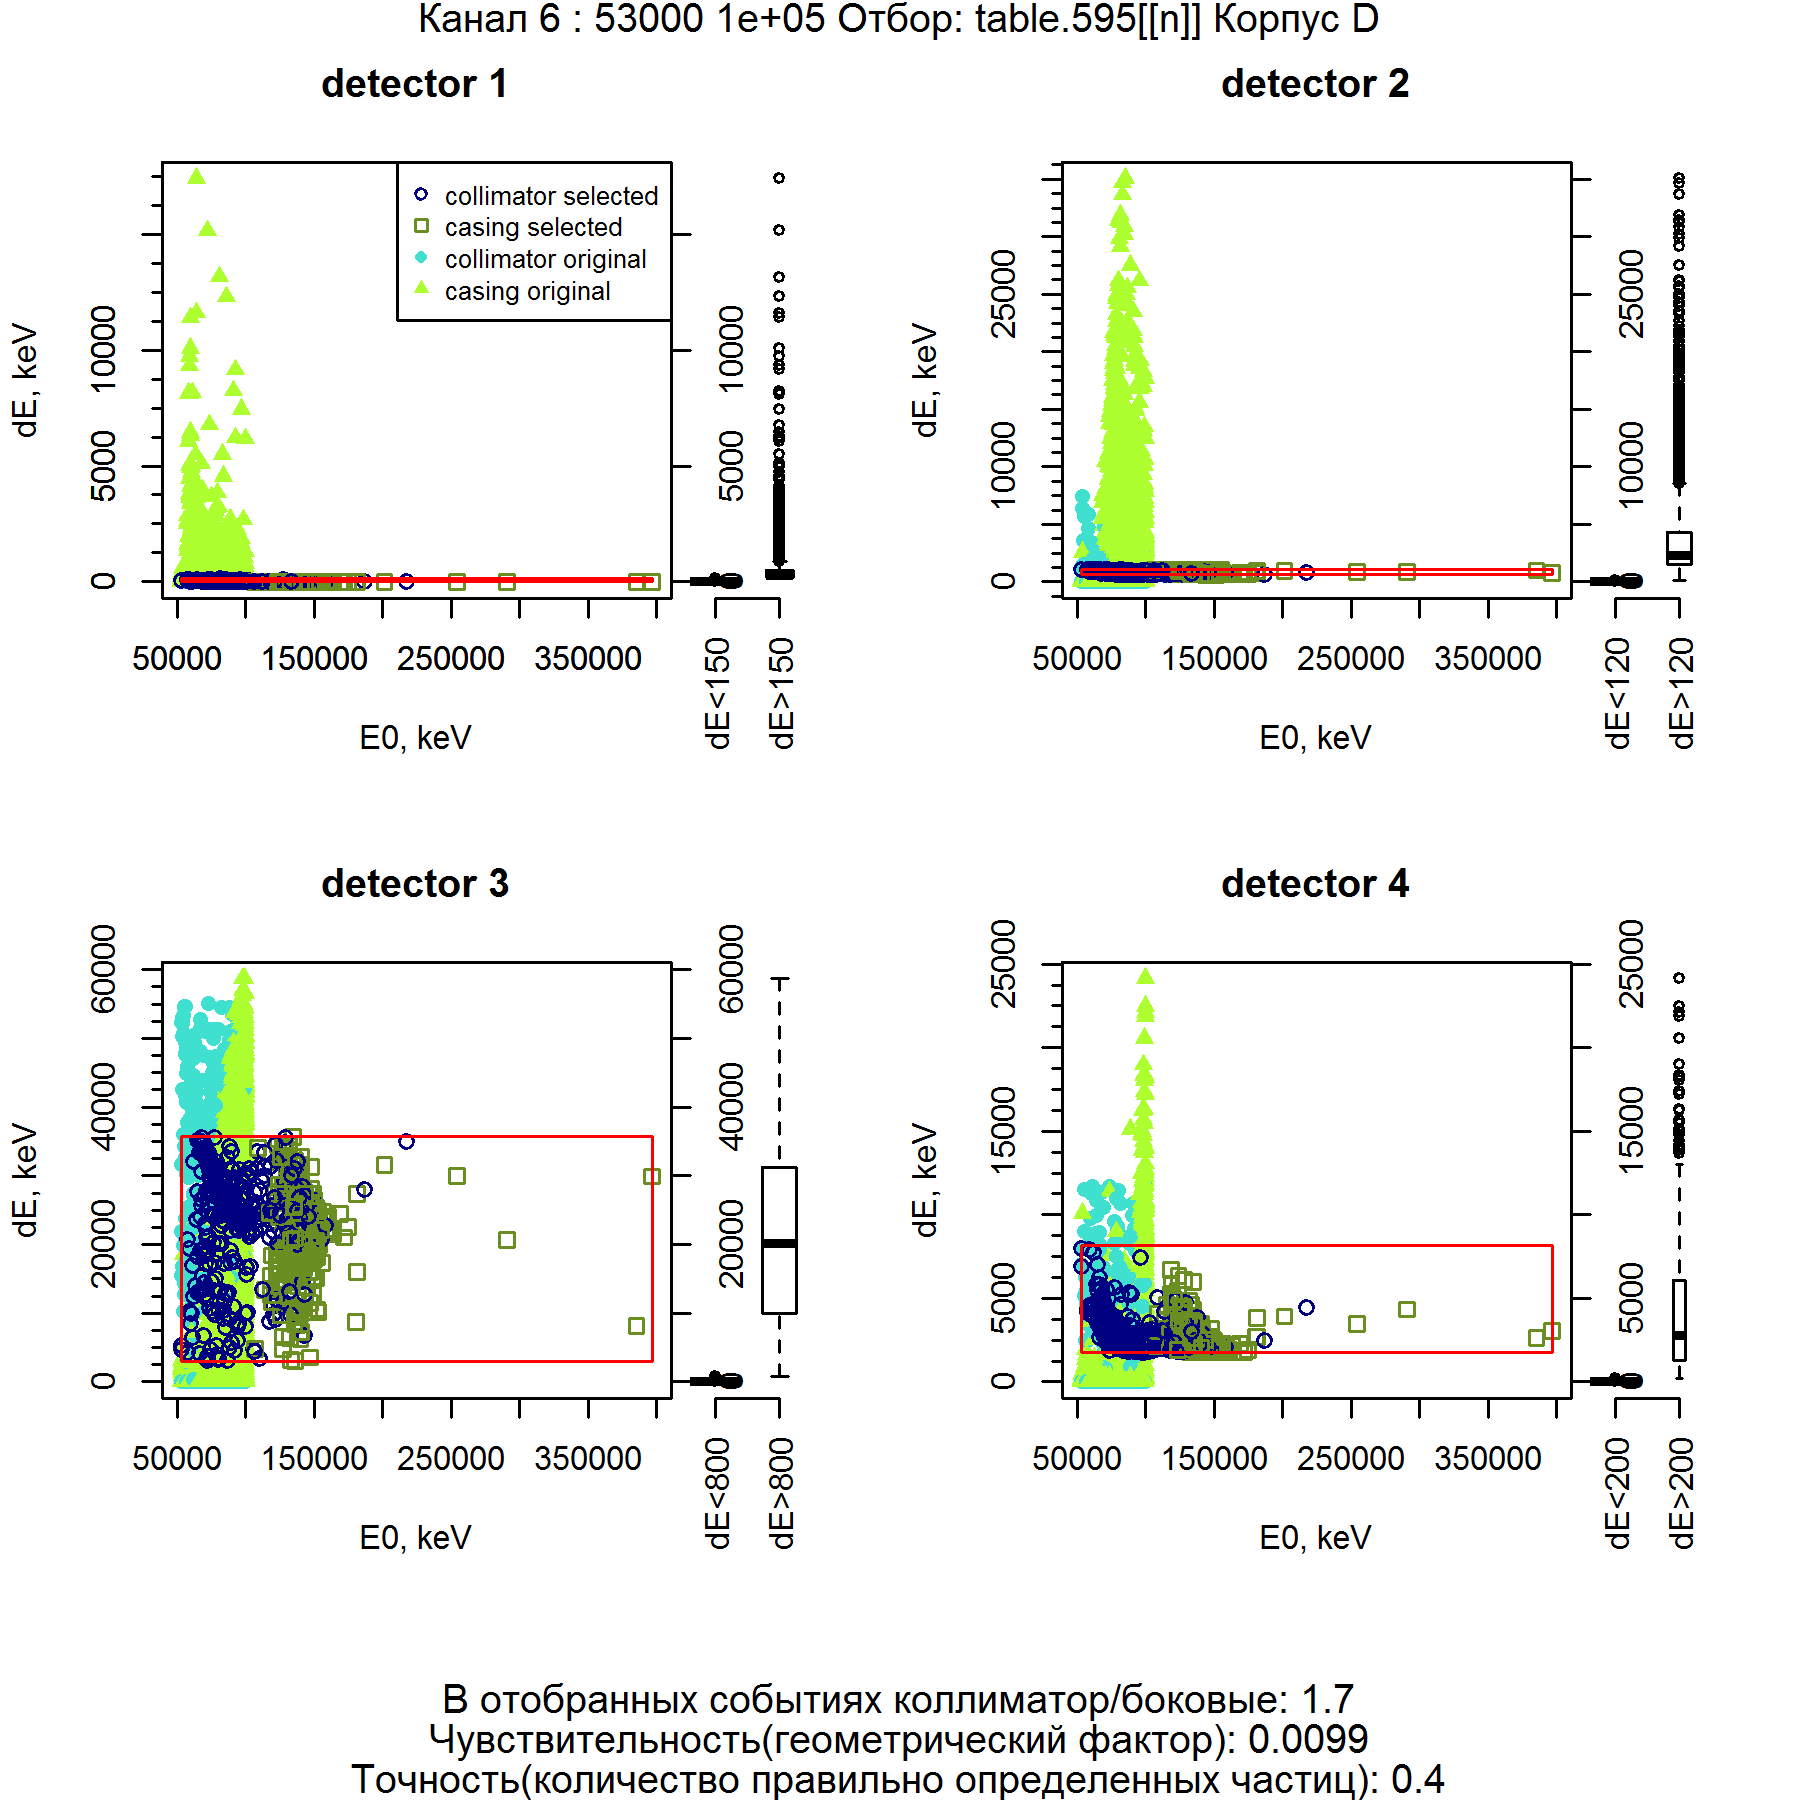 Канал 6 : 53000 1e+05 Отбор: table.595[[n]] Корпус D
detector 1
dE, keV
0
5000
10000
collimator selected
casing selected
collimator original
casing original
50000 150000 250000 350000
E0, keV
5000
10000
dE<150
dE>150
detector 2
dE, keV
0
10000
25000
50000 150000 250000 350000
E0, keV
10000
25000
dE<120
dE>120
detector 3
dE, keV
0
20000
40000
60000
50000 150000 250000 350000
E0, keV
20000
40000
60000
dE<800
dE>800
detector 4
dE, keV
0
5000
15000
25000
50000 150000 250000 350000
E0, keV
5000
15000
25000
dE<200
dE>200
В отобранных событиях коллиматор/боковые: 1.7
Чувствительность(геометрический фактор): 0.0099
Точность(количество правильно определенных частиц): 0.4